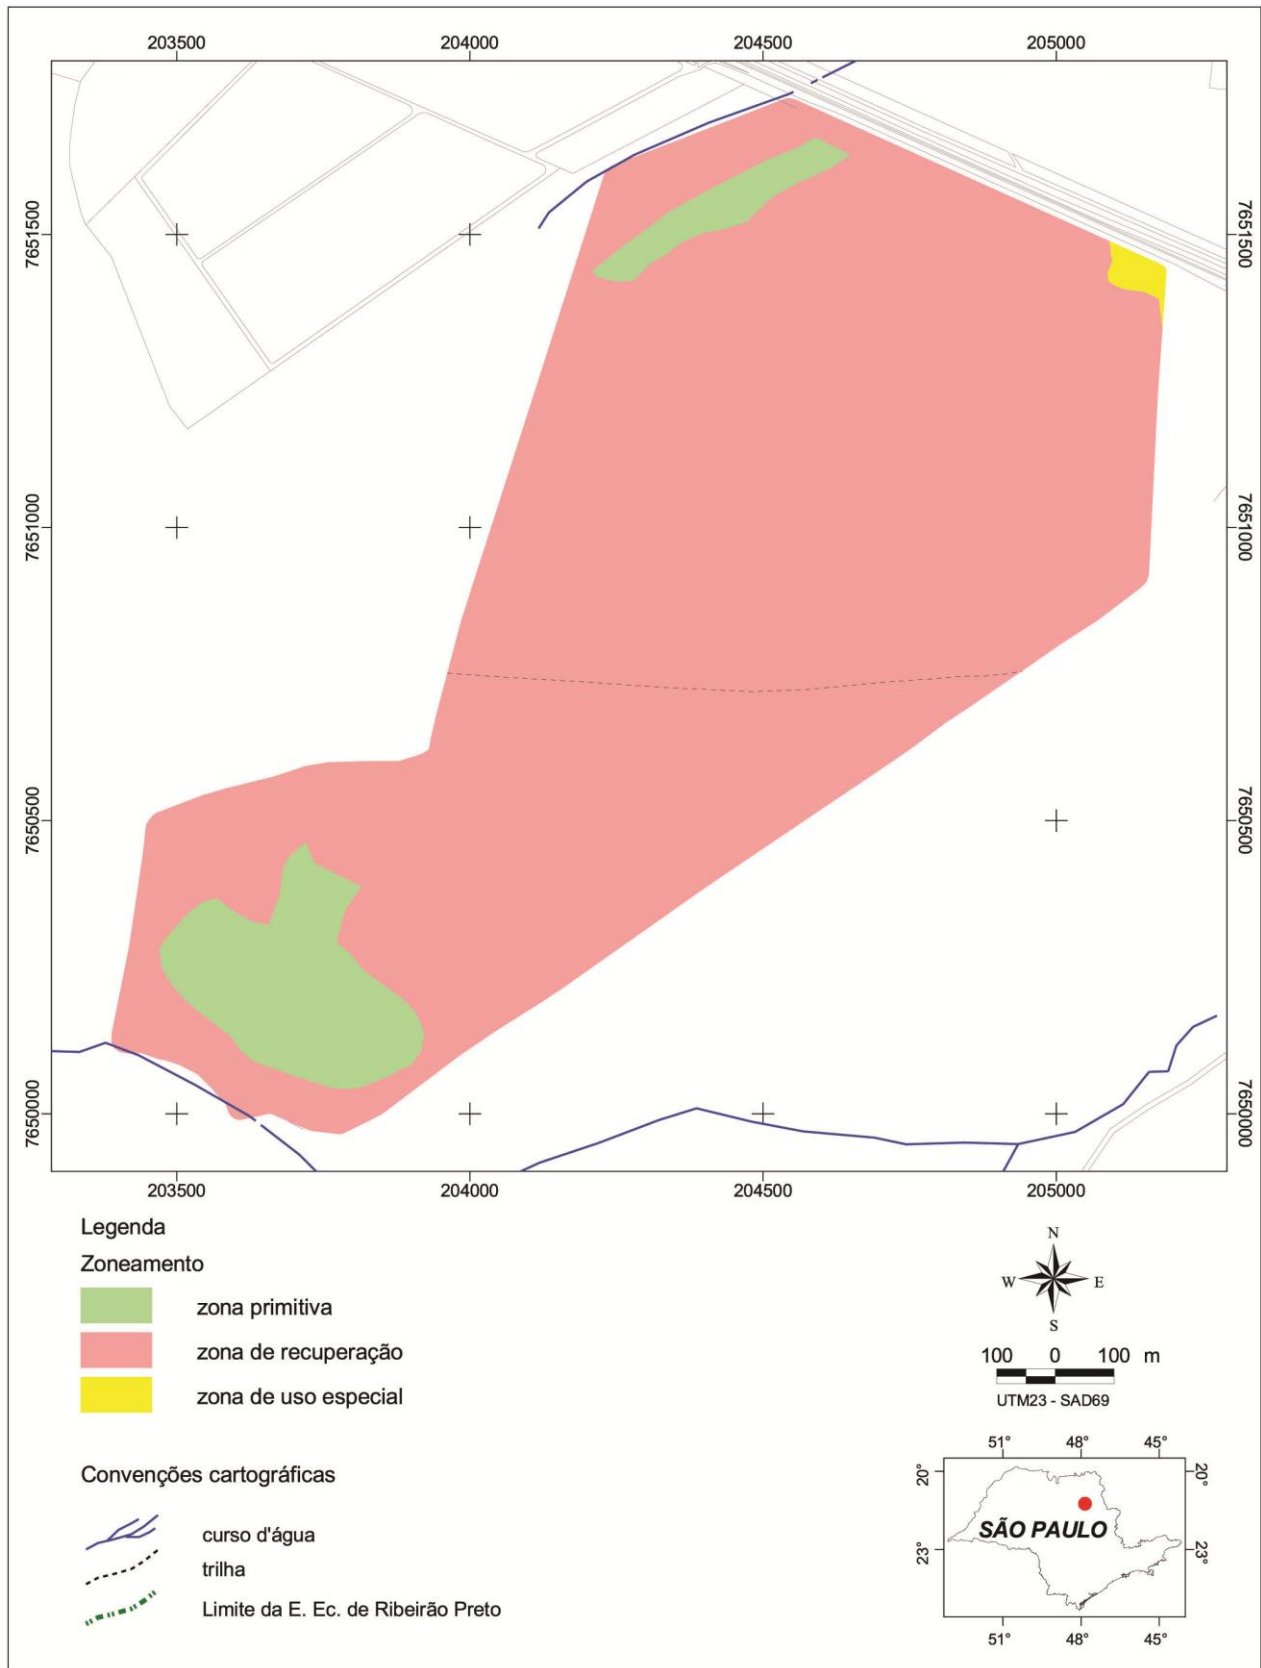 203500 204000 204500 205000
7651500 7651500
7651000 7651000
7650500 7650500
7650000 7650000
203500 204000 204500 205000
Legenda
Zoneamento
zona primitiva
zona de recuperação
zona de uso especial
Convenções cartográficas
curso d'água
trilha
Limite da E. Ec. de Ribeirão Preto
N
W E
S
100 0 100 m
UTM23 - SAD69
51° 48° 45°
20° 20°
SÃO PAULO
23° 23°
51° 48° 45°